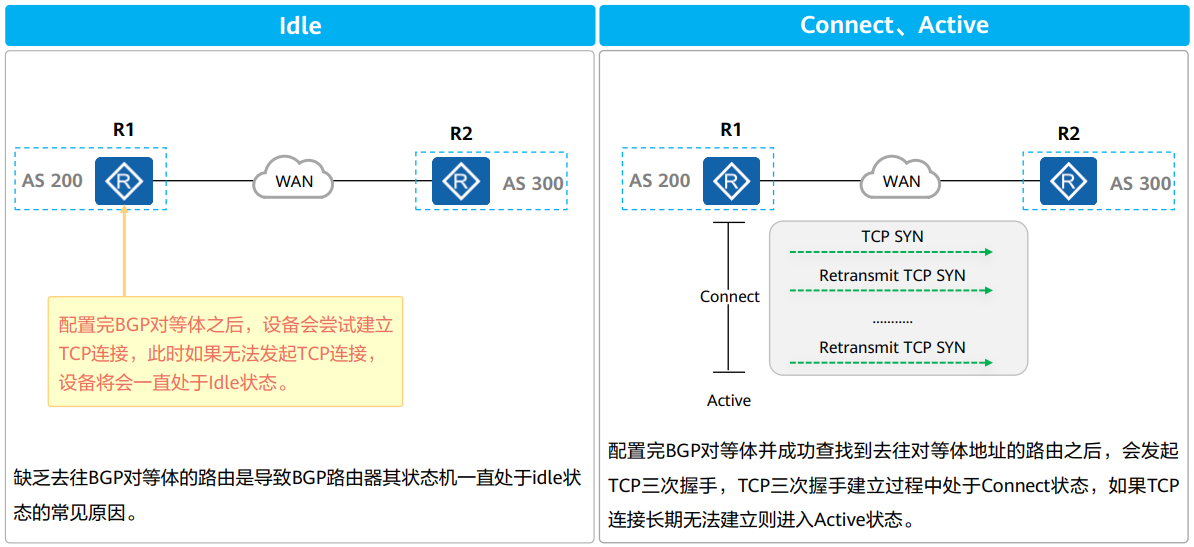 Idle
R1
R2
AS 200
R
WAN
R
AS 300
配置完BGP对等体之后，设备会尝试建立
TCP连接，此时如果无法发起TCP连接，
设备将会一直处于Idle状态。
缺乏去往BGP对等体的路由是导致BGP路由器其状态机一直处于idle状
态的常见原因。
Connect、Active
R1
R2
AS 200
R
WAN
R
AS 300
TCP SYN
Retransmit TCP SYN
Connect
...........
Retransmit TCP SYN
Active
配置完BGP对等体并成功查找到去往对等体地址的路由之后，会发起
TCP三次握手，TCP三次握手建立过程中处于Connect状态，如果TCP
连接长期无法建立则进入Active状态。